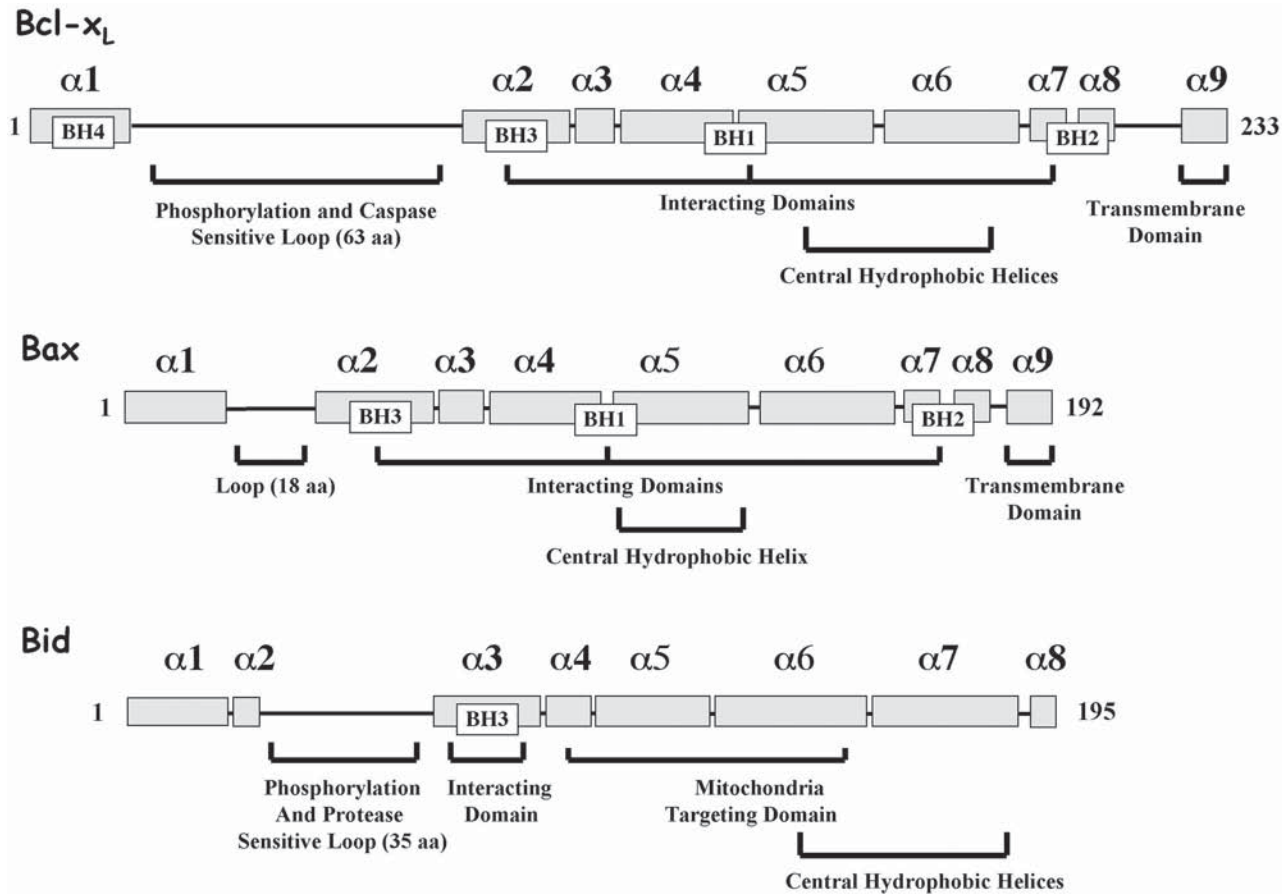 Bcl-x_L
α1 α2 α3 α4 α5 α6 α7 α8 α9
1 BH4 BH3 BH1 BH2 233
Phosphorylation and Caspase
Sensitive Loop (63 aa)
Interacting Domains
Transmembrane
Domain
Central Hydrophobic Helices
Bax
α1 α2 α3 α4 α5 α6 α7 α8 α9
1 BH3 BH1 BH2 192
Loop (18 aa)
Interacting Domains
Transmembrane
Domain
Central Hydrophobic Helix
Bid
α1 α2 α3 α4 α5 α6 α7 α8
1 BH3 195
Phosphorylation
And Protease
Sensitive Loop (35 aa)
Interacting
Domain
Mitochondria
Targeting Domain
Central Hydrophobic Helices